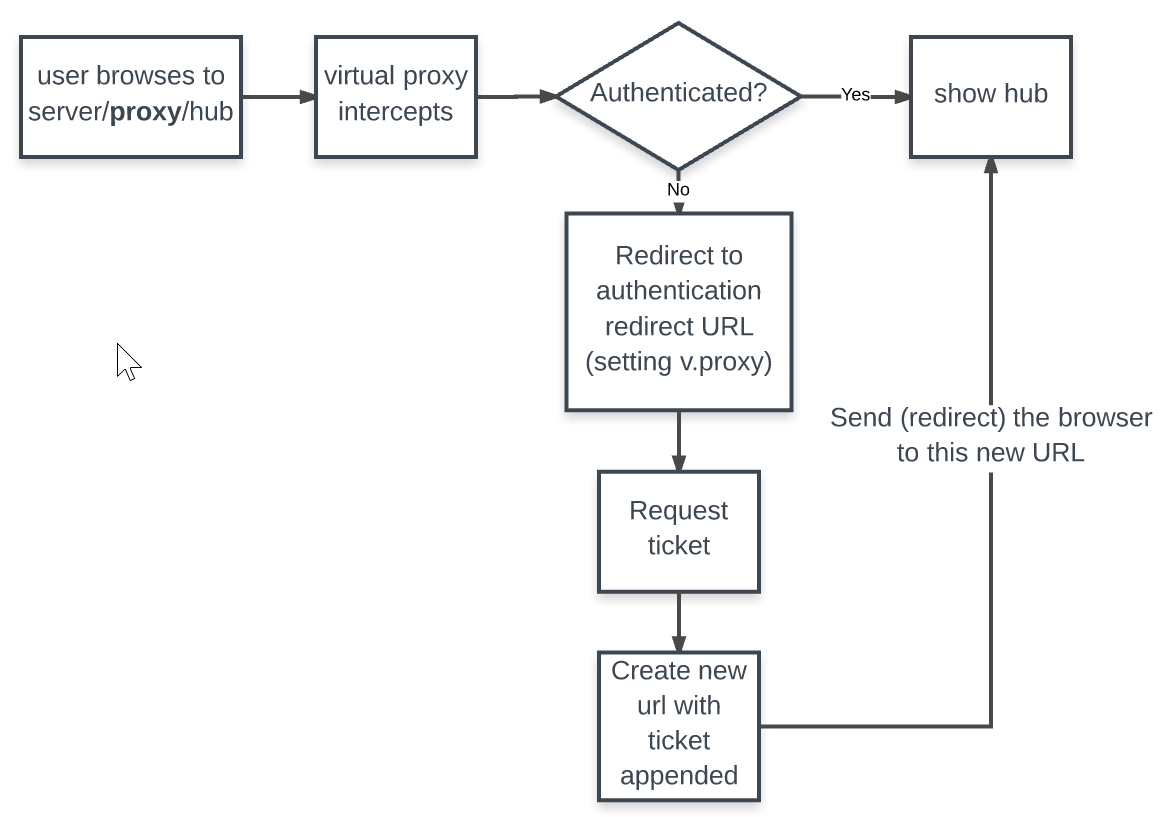 user browses to
server/proxy/hub
virtual proxy
intercepts
Authenticated?
Yes
show hub
No
Redirect to
authentication
redirect URL
(setting v.proxy)
Send (redirect) the browser
to this new URL
Request
ticket
Create new
url with
ticket
appended